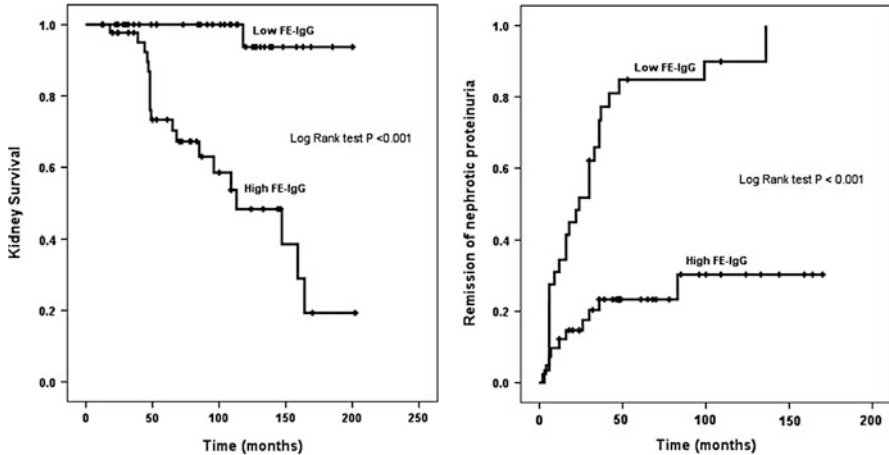 Kidney Survival
1.0
0.8
0.6
0.4
0.2
0.0
Low FE-IgG
Log Rank test P <0.001
High FE-IgG
0 50 100 150 200 250
Time (months)
Remission of nephrotic proteinuria
1.0
0.8
0.6
0.4
0.2
0.0
Low FE-IgG
Log Rank test P < 0.001
High FE-IgG
0 50 100 150 200
Time (months)